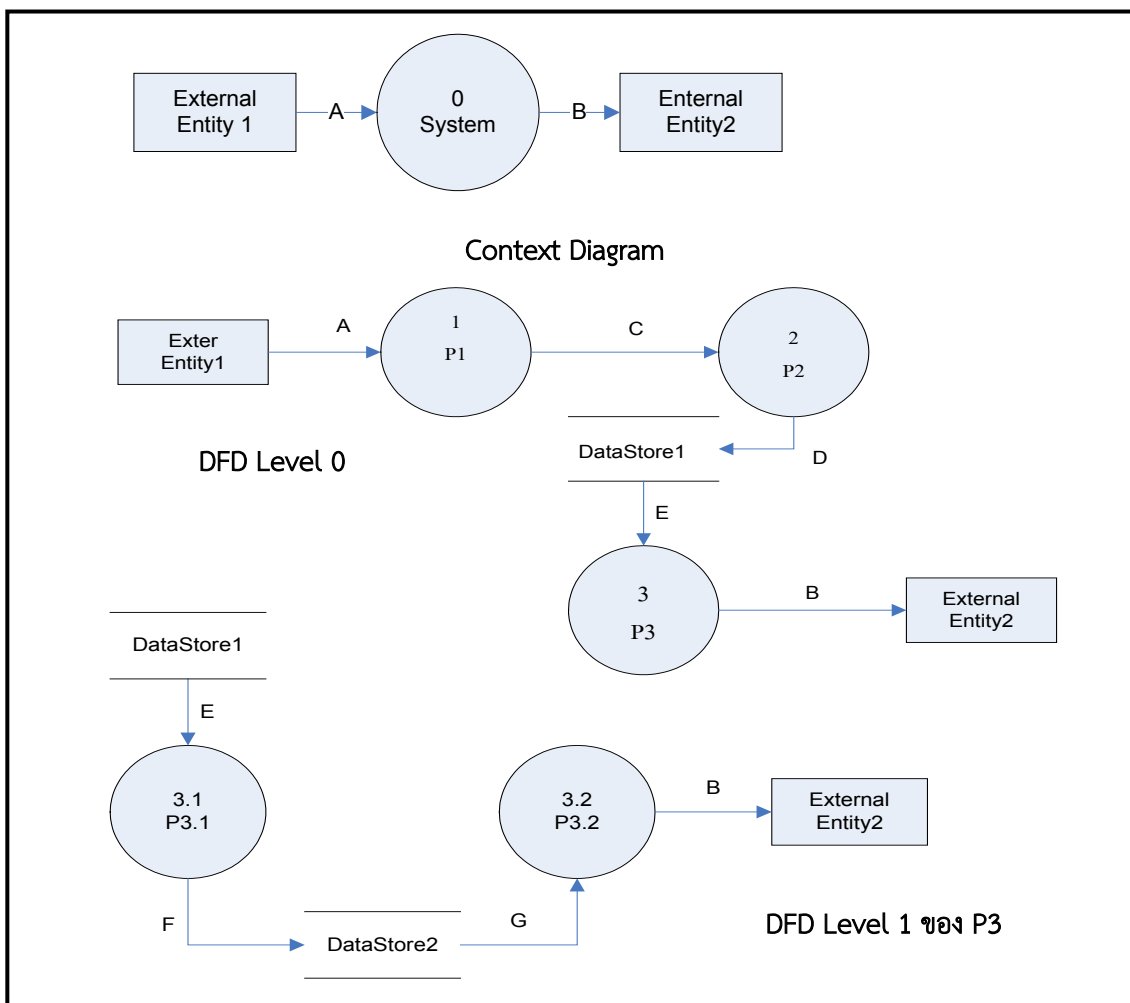 External
Entity 1
A
0
System
B
Enternal
Entity2
Context Diagram
Exter
Entity1
A
1
P1
C
2
P2
DFD Level 0
DataStore1
D
E
3
P3
B
External
Entity2
DataStore1
E
3.1
P3.1
3.2
P3.2
B
External
Entity2
F
DataStore2
G
DFD Level 1 ของ P3